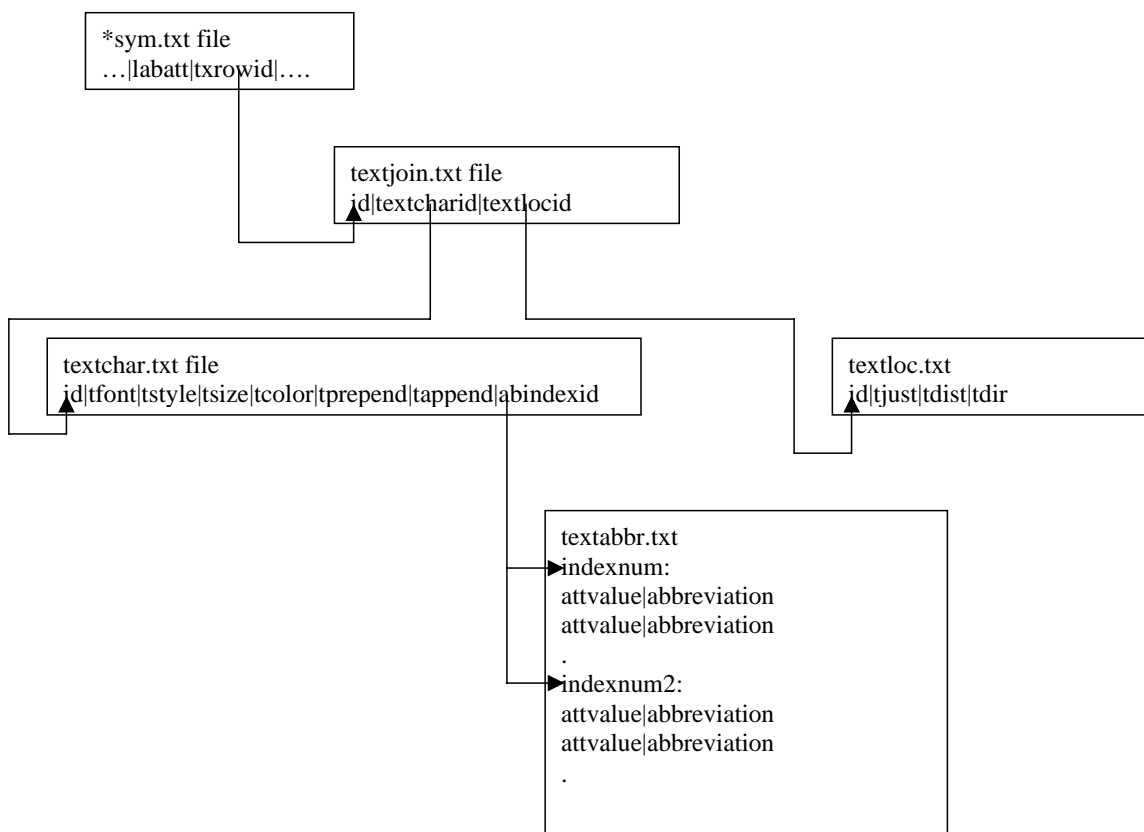 *sym.txt file
…|labatt|txrowid|….
textjoin.txt file
id|textcharid|textlocid
textchar.txt file
id|tfont|tstyle|tsize|tcolor|tprepend|tappend|abindexid
textloc.txt
id|tjust|tdist|tdir
textabbr.txt
indexnum:
attvalue|abbreviation
attvalue|abbreviation
.
indexnum2:
attvalue|abbreviation
attvalue|abbreviation
.